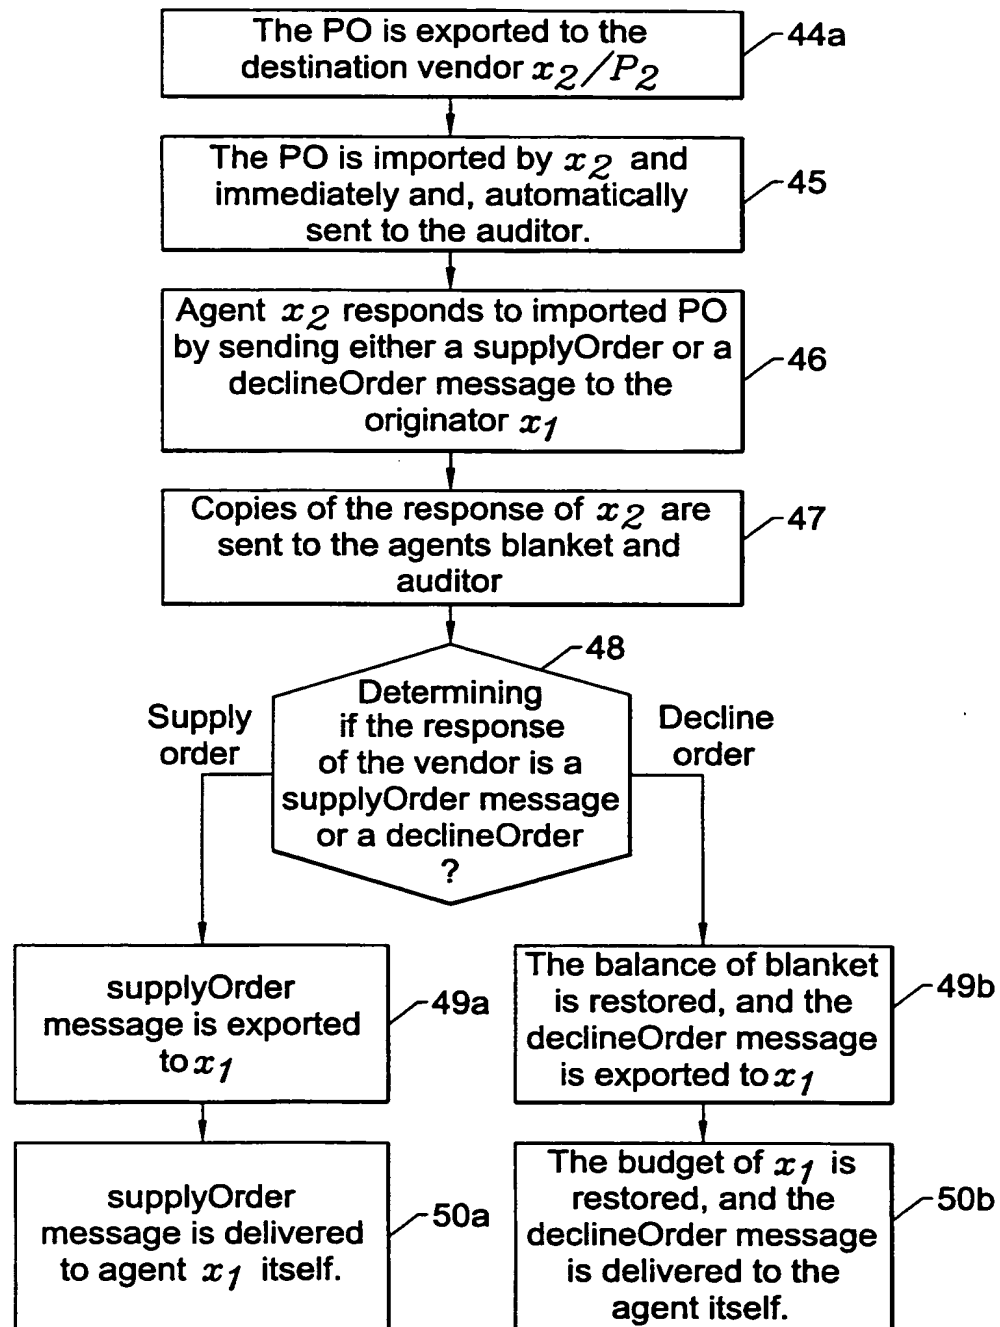 The PO is exported to the
destination vendor x2/P2
44a
The PO is imported by x2 and
immediately and, automatically
sent to the auditor.
45
Agent x2 responds to imported PO
by sending either a supplyOrder or a
declineOrder message to the
originator x1
46
Copies of the response of x2 are
sent to the agents blanket and
auditor
47
48
Determining
if the response
of the vendor is a
supplyOrder message
or a declineOrder
?
Supply
order
Decline
order
supplyOrder
message is exported
to x1
49a
The balance of blanket
is restored, and the
declineOrder message
is exported to x1
49b
supplyOrder
message is delivered
to agent x1 itself.
50a
The budget of x1 is
restored, and the
declineOrder message
is delivered to the
agent itself.
50b